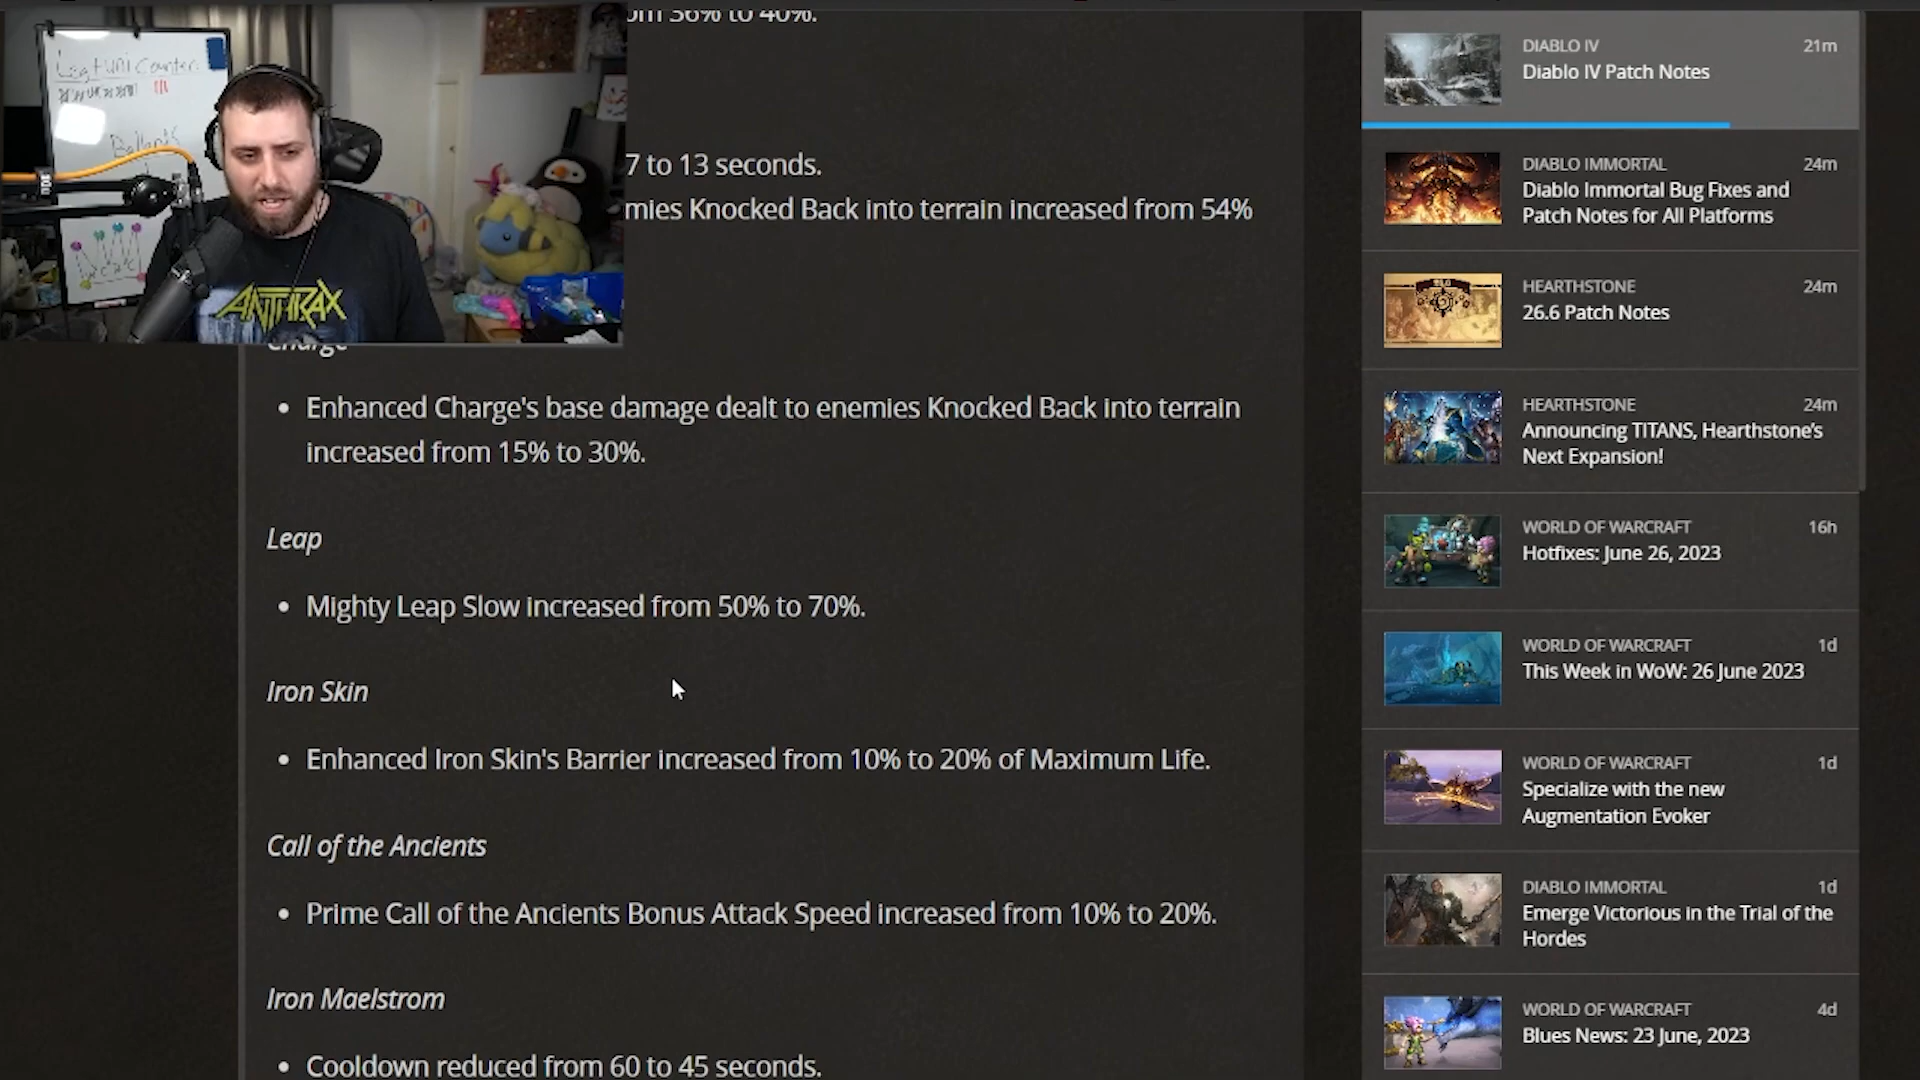 om 36% to 40%.
7 to 13 seconds.
mies Knocked Back into terrain increased from 54%
Charge
Enhanced Charge's base damage dealt to enemies Knocked Back into terrain
increased from 15% to 30%.
Leap
Mighty Leap Slow increased from 50% to 70%.
Iron Skin
Enhanced Iron Skin's Barrier increased from 10% to 20% of Maximum Life.
Call of the Ancients
Prime Call of the Ancients Bonus Attack Speed increased from 10% to 20%.
Iron Maelstrom
Cooldown reduced from 60 to 45 seconds.
Counter
ANTHRAX
DIABLO IV 21m
Diablo IV Patch Notes
DIABLO IMMORTAL 24m
Diablo Immortal Bug Fixes and
Patch Notes for All Platforms
HEARTHSTONE 24m
26.6 Patch Notes
HEARTHSTONE 24m
Announcing TITANS, Hearthstone's
Next Expansion!
WORLD OF WARCRAFT 16h
Hotfixes: June 26, 2023
WORLD OF WARCRAFT 1d
This Week in WoW: 26 June 2023
WORLD OF WARCRAFT 1d
Specialize with the new
Augmentation Evoker
DIABLO IMMORTAL 1d
Emerge Victorious in the Trial of the
Hordes
WORLD OF WARCRAFT 4d
Blues News: 23 June, 2023